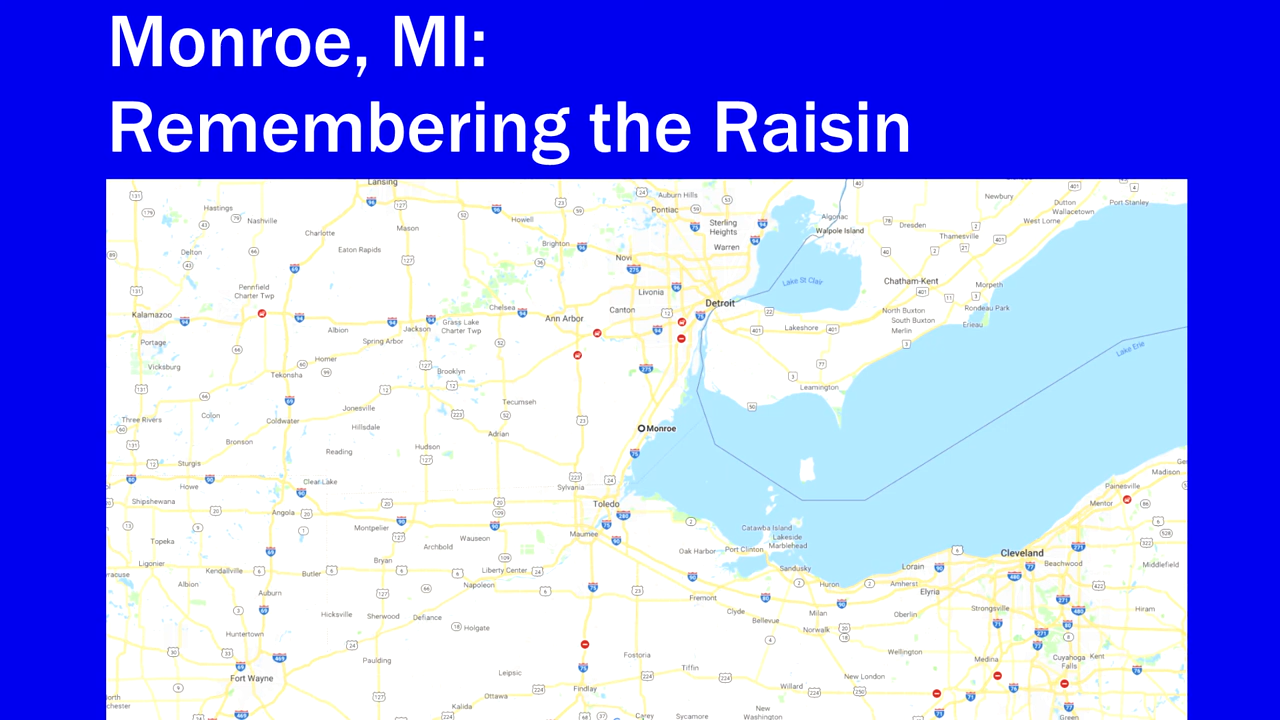 Monroe, MI:
Remembering the Raisin
Lansing
Auburn Hills
Newbury
Dutton
Port Stanley
Hastings
Nashville
Mason
Howell
Pontiac
Sterling
Heights
Algonac
Walpole Island
Dresden
West Lorne
Wallacetown
Charlotte
Eaton Rapids
Brighton
Warren
Thamesville
Delton
Novi
Lake St Clair
Chatham-Kent
Morpeth
Pennfield
Charter Twp
Livonia
Detroit
Rondeau Park
Kalamazoo
Chelsea
Canton
North Buxton
South Buxton
Merlin
Erieau
Albion
Jackson
Grass Lake
Charter Twp
Ann Arbor
Lakeshore
Portage
Spring Arbor
Lake Erie
Vicksburg
Homer
Tekonsha
Brooklyn
Leamington
Three Rivers
Colon
Coldwater
Jonesville
Hillsdale
Tecumseh
Adrian
Monroe
Bronson
Reading
Hudson
Sturgis
Howe
Clear Lake
Sylvania
Madison
Painesville
Mentor
Shipshewana
Angola
Toledo
Topeka
Montpelier
Wauseon
Maumee
Catawba Island
Lakeside
Marblehead
Archbold
Oak Harbor
Port Clinton
Cleveland
Beachwood
Middlefield
Ligonier
Kendallville
Butler
Bryan
Liberty Center
Napoleon
Sandusky
Huron
Lorain
Amherst
Elyria
Albion
Auburn
Fremont
Clyde
Bellevue
Milan
Norwalk
Oberlin
Strongsville
Hiram
Hicksville
Sherwood
Defiance
Holgate
Huntertown
Paulding
Wellington
Medina
Cuyahoga
Falls
Kent
Fort Wayne
Leipsic
Fostoria
Tiffin
Willard
New London
Ottawa
Findlay
Kalida
Carey
Sycamore
New
Washington
Green